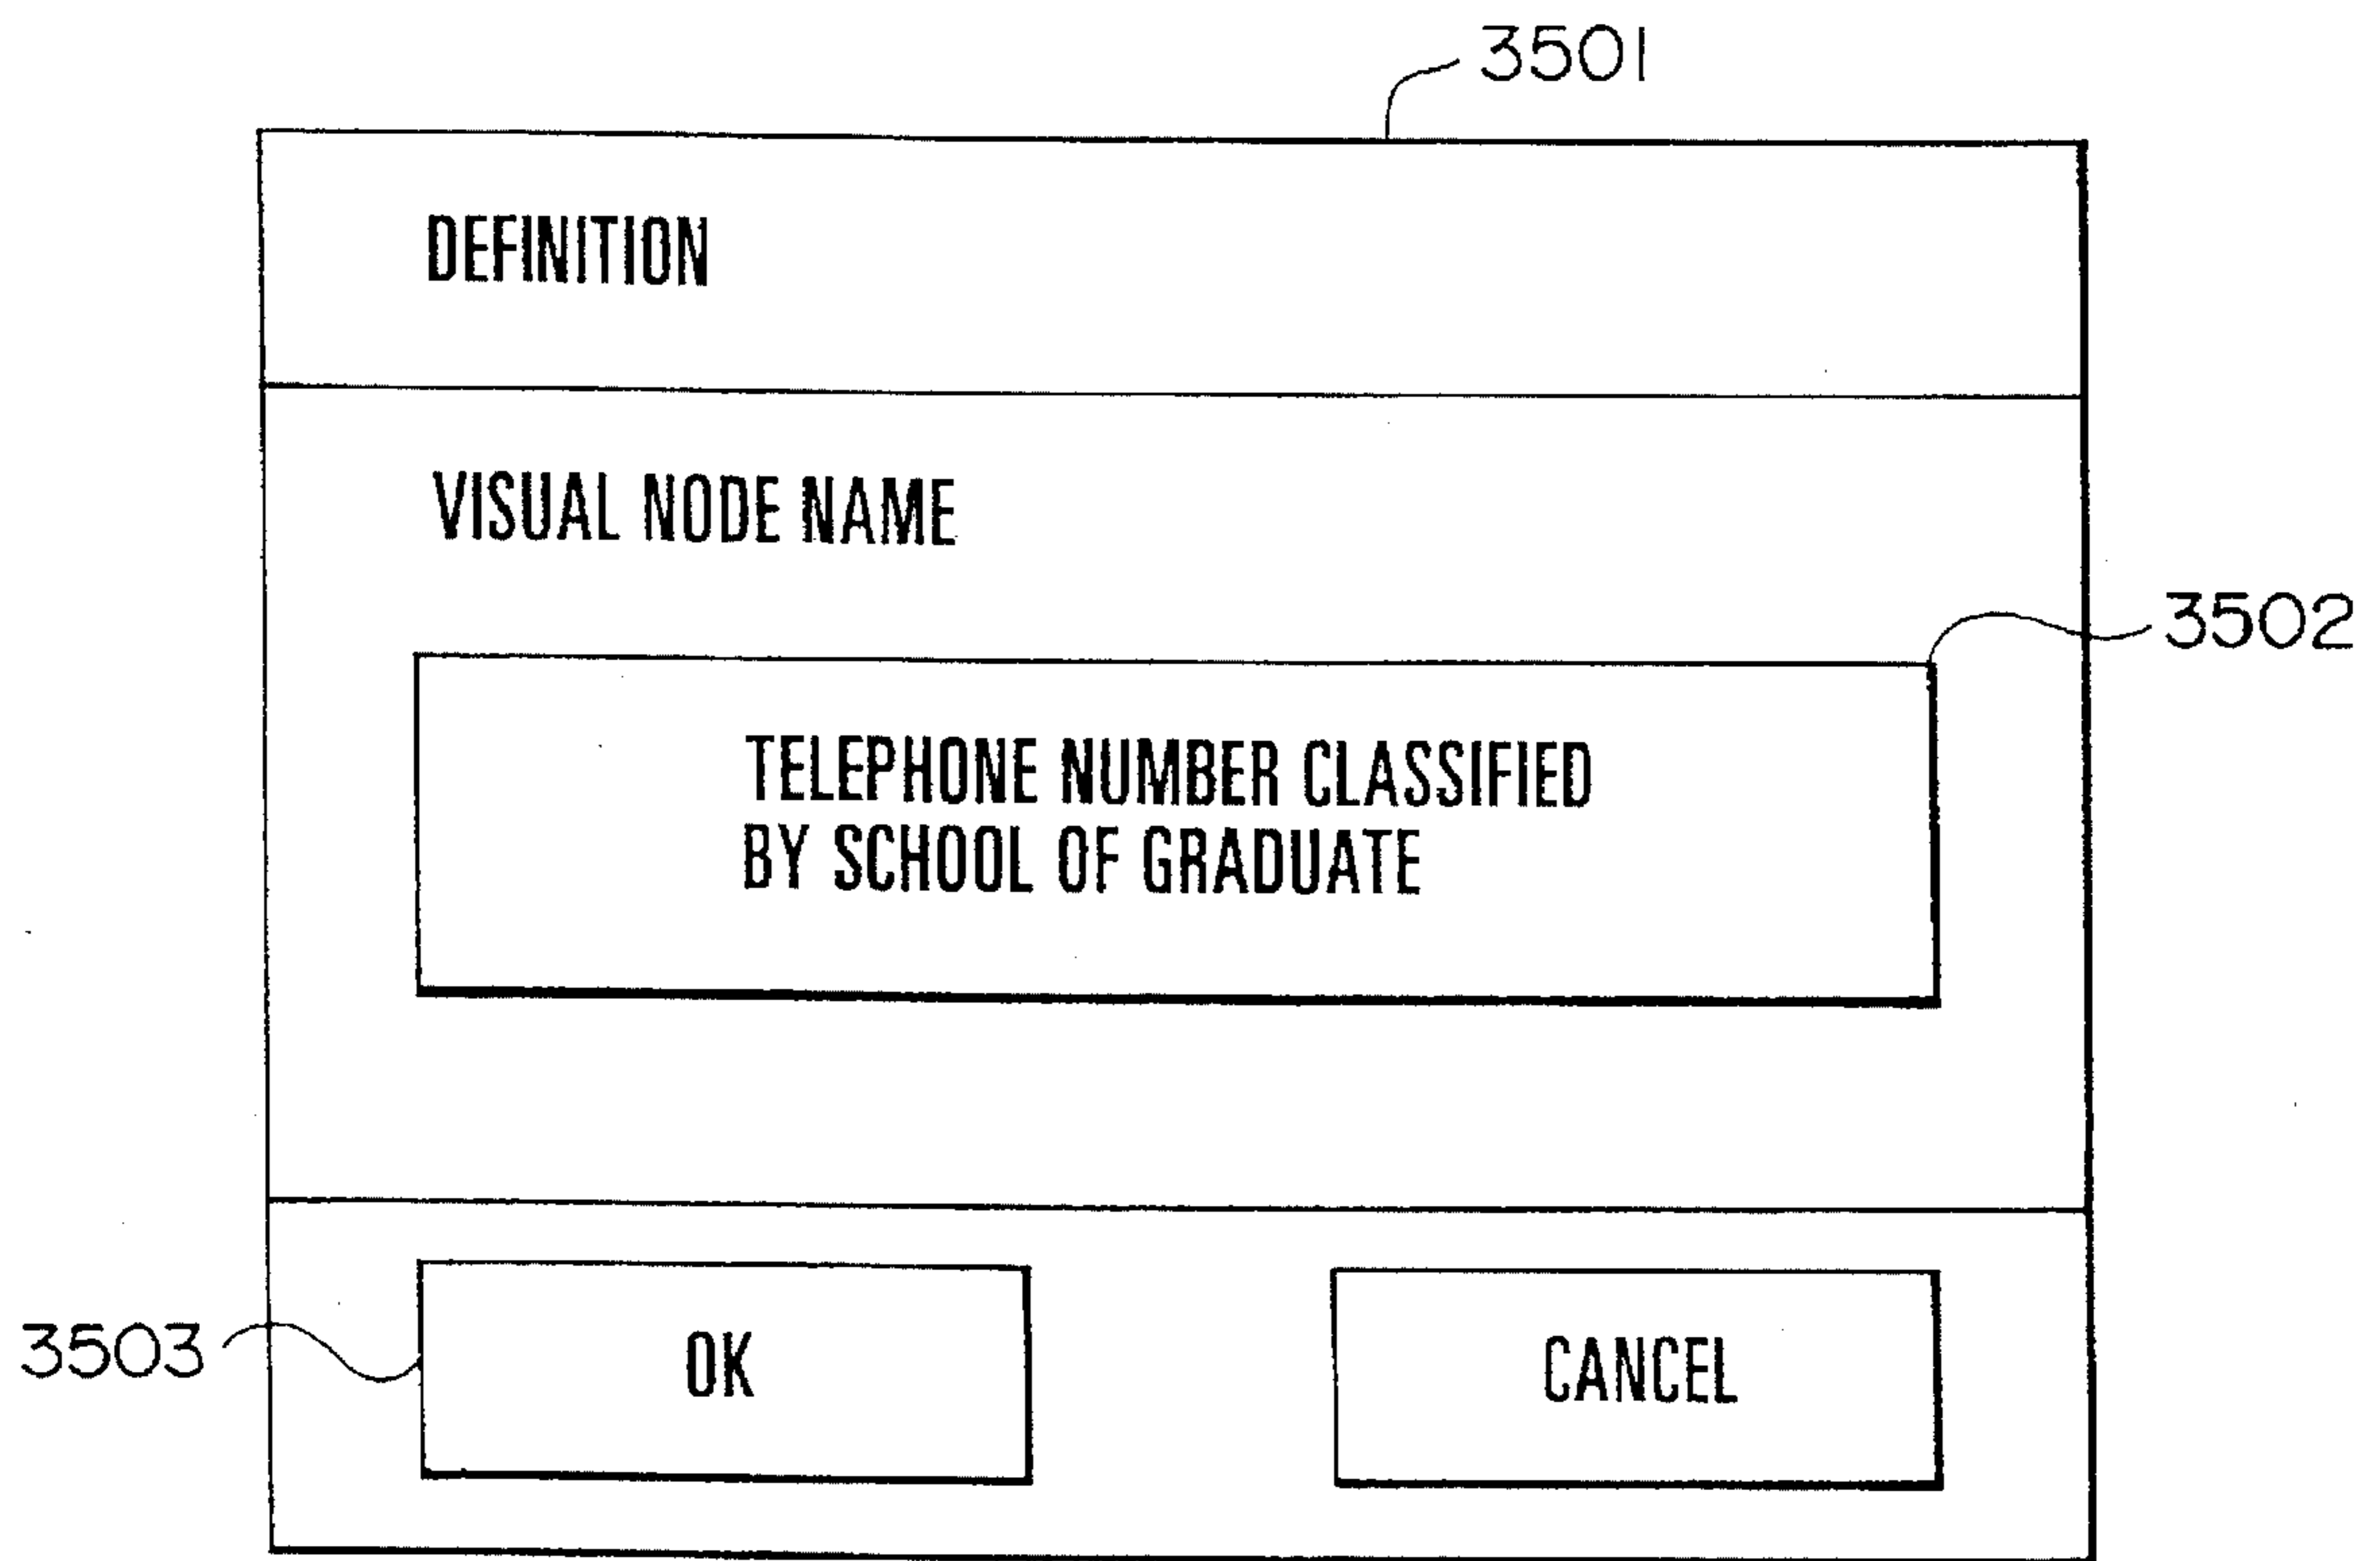 3501
DEFINITION
VISUAL NODE NAME
3502
TELEPHONE NUMBER CLASSIFIED
BY SCHOOL OF GRADUATE
3503
OK
CANCEL